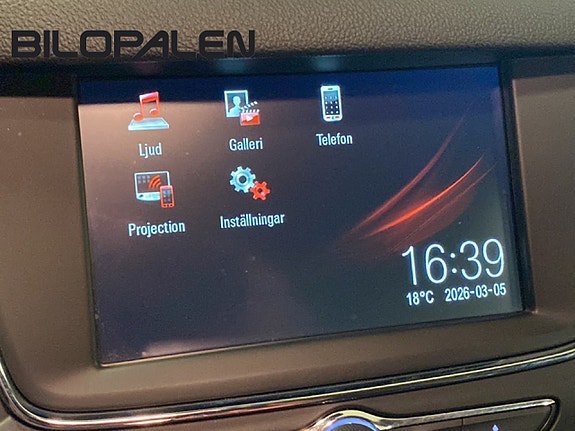 BILOPALEN
Ljud
Galleri
Telefon
Projection
Inställningar
16:39
18°C 2026-03-05